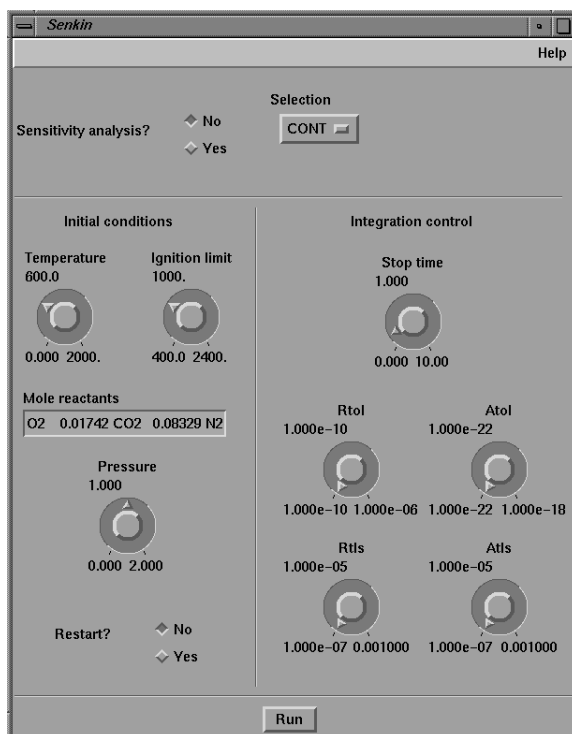 Senkin
Help
Selection
Sensitivity analysis?
No
Yes
CONT
Initial conditions
Integration control
Temperature
600.0
0.000 2000.
Ignition limit
1000.
400.0 2400.
Stop time
1.000
0.000 10.00
Mole reactants
O2 0.01742 CO2 0.08329 N2
Pressure
1.000
0.000 2.000
Rtol
1.000e-10
1.000e-10 1.000e-06
Atol
1.000e-22
1.000e-22 1.000e-18
Rtls
1.000e-05
1.000e-07 0.001000
Atls
1.000e-05
1.000e-07 0.001000
Restart?
No
Yes
Run